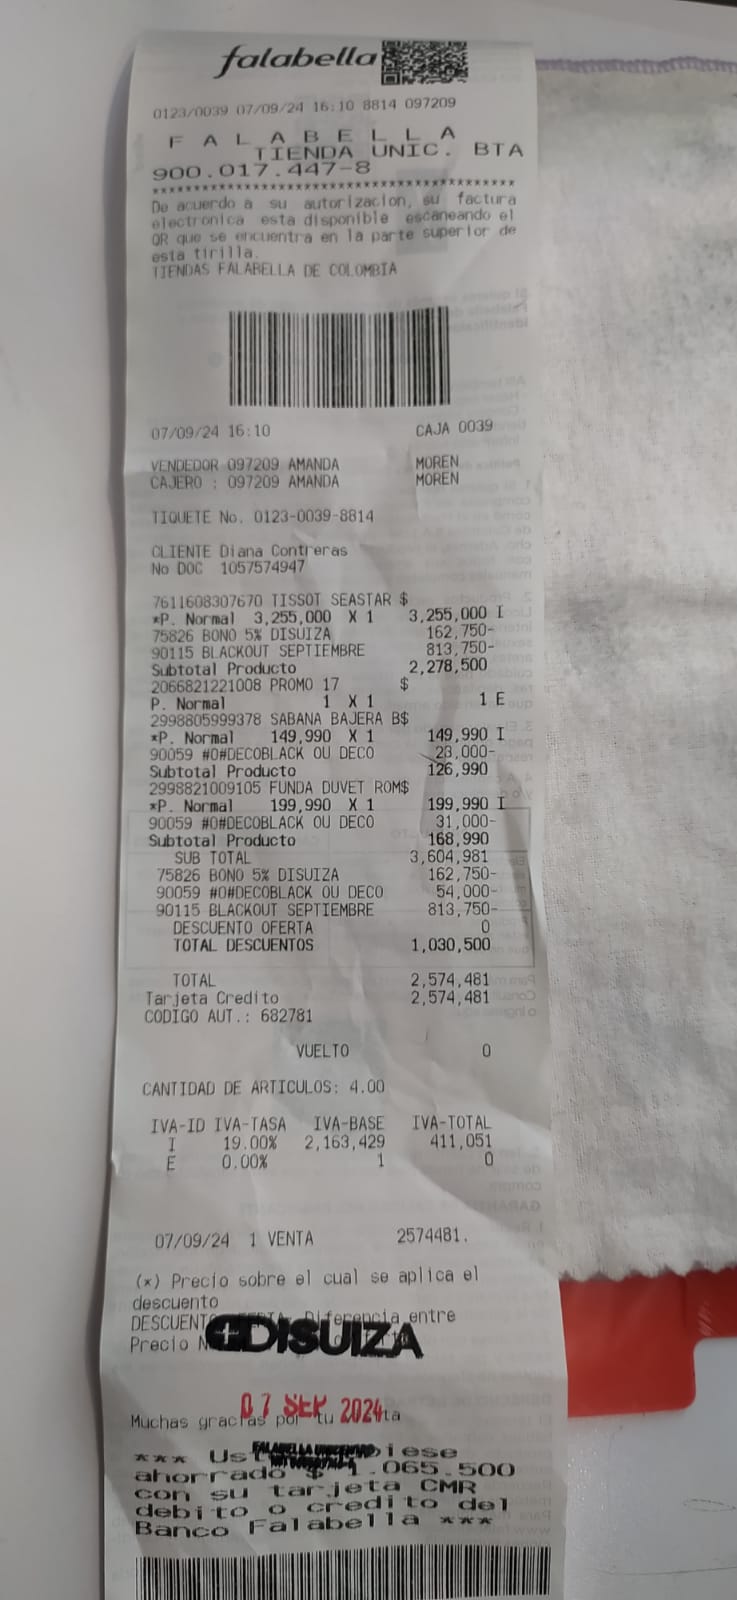 falabella
0123/0039 07/09/24 16:10 8814 097209
F A L A B E L L A
TIENDA UNIC. BTA
900.017.447-8
******************************************
De acuerdo a su autorizacion, su factura
electronica esta disponible escaneando el
QR que se encuentra en la parte superior de
esta tirilla.
TIENDAS FALABELLA DE COLOMBIA
07/09/24 16:10 CAJA 0039
VENDEDOR 097209 AMANDA MOREN
CAJERO : 097209 AMANDA MOREN
TIQUETE No. 0123-0039-8814
CLIENTE Diana Contreras
No DOC 1057574947
7611608307670 TISSOT SEASTAR $
*P. Normal 3,255,000 X 1 3,255,000 I
75826 BONO 5% DISUIZA 162,750-
90115 BLACKOUT SEPTIEMBRE 813,750-
Subtotal Producto 2,278,500
2066821221008 PROMO 17 $
P. Normal 1 X 1 1 E
2998805999378 SABANA BAJERA B$
*P. Normal 149,990 X 1 149,990 I
90059 #0#DECOBLACK OU DECO 23,000-
Subtotal Producto 126,990
2998821009105 FUNDA DUVET ROM$
*P. Normal 199,990 X 1 199,990 I
90059 #0#DECOBLACK OU DECO 31,000-
Subtotal Producto 168,990
SUB TOTAL 3,604,981
75826 BONO 5% DISUIZA 162,750-
90059 #0#DECOBLACK OU DECO 54,000-
90115 BLACKOUT SEPTIEMBRE 813,750-
DESCUENTO OFERTA 0
TOTAL DESCUENTOS 1,030,500
TOTAL 2,574,481
Tarjeta Credito 2,574,481
CODIGO AUT.: 682781
VUELTO 0
CANTIDAD DE ARTICULOS: 4.00
IVA-ID IVA-TASA IVA-BASE IVA-TOTAL
I 19.00% 2,163,429 411,051
E 0.00% 1 0
07/09/24 1 VENTA 2574481.
(*) Precio sobre el cual se aplica el
descuento
DESCUENTO Diferencia entre
Precio
DISUIZA
07 SEP 2024
Muchas gracias por tu
FALABELLA UNICENTRO
*** 
ahorrado $ 1.065.500
con su tarjeta CMR
debito o credito del
Banco Falabella ***